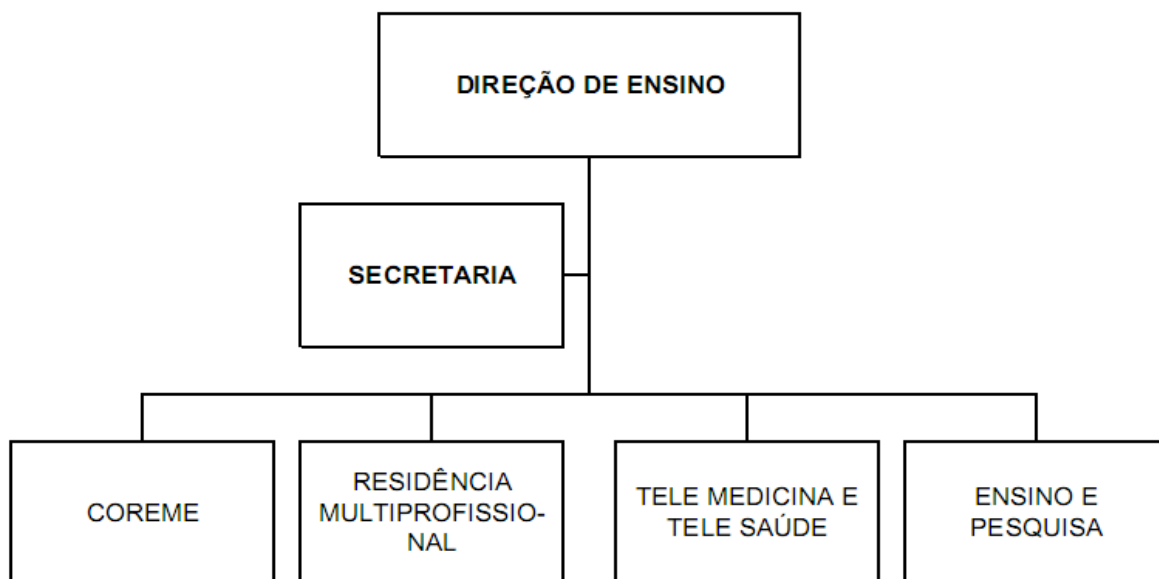 DIREÇÃO DE ENSINO
SECRETARIA
COREME
RESIDÊNCIA
MULTIPROFISSIO-
NAL
TELE MEDICINA E
TELE SAÚDE
ENSINO E
PESQUISA